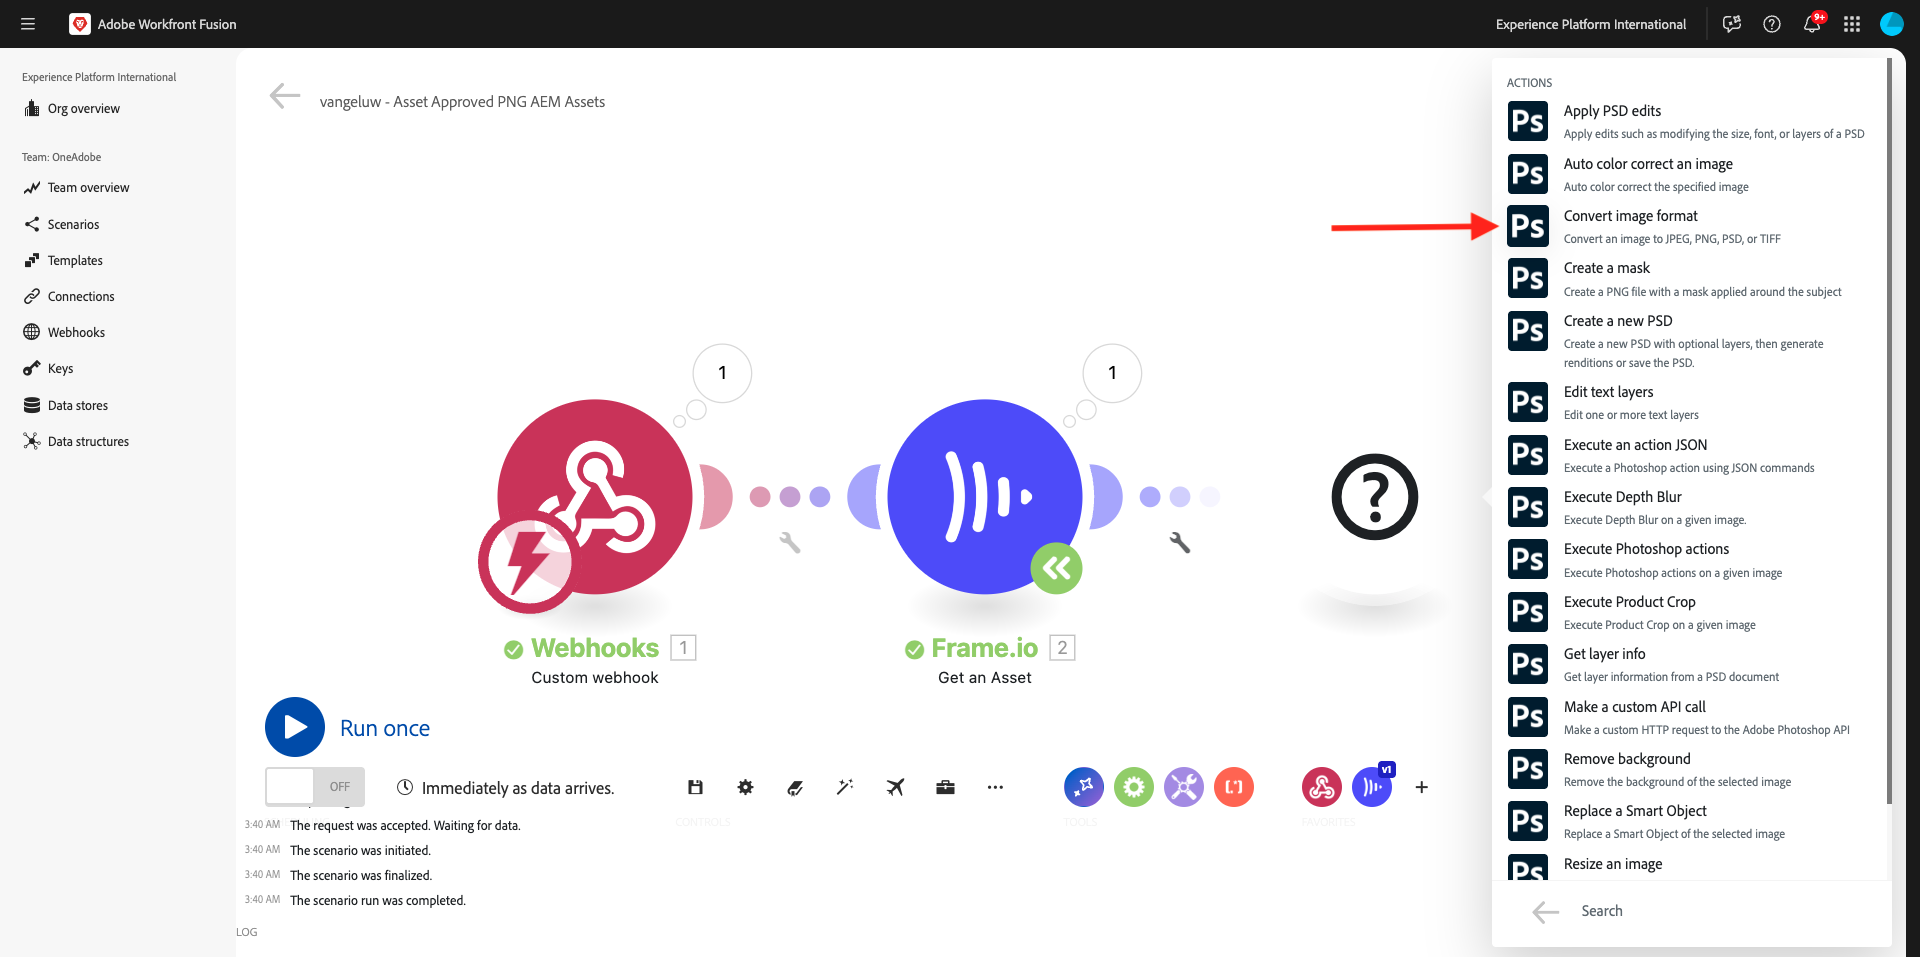 Adobe Workfront Fusion
Experience Platform International
9+
Experience Platform International
Org overview
Team: OneAdobe
Team overview
Scenarios
Templates
Connections
Webhooks
Keys
Data stores
Data structures
vangeluw - Asset Approved PNG AEM Assets
1
1
?
Webhooks 1
Custom webhook
Frame.io 2
Get an Asset
Run once
OFF
Immediately as data arrives.
v1
CONTROLS
TOOLS
FAVORITES
3:40 AM The request was accepted. Waiting for data.
3:40 AM The scenario was initiated.
3:40 AM The scenario was finalized.
3:40 AM The scenario run was completed.
LOG
ACTIONS
Ps Apply PSD edits
Apply edits such as modifying the size, font, or layers of a PSD
Ps Auto color correct an image
Auto color correct the specified image
Ps Convert image format
Convert an image to JPEG, PNG, PSD, or TIFF
Ps Create a mask
Create a PNG file with a mask applied around the subject
Ps Create a new PSD
Create a new PSD with optional layers, then generate
renditions or save the PSD.
Ps Edit text layers
Edit one or more text layers
Ps Execute an action JSON
Execute a Photoshop action using JSON commands
Ps Execute Depth Blur
Execute Depth Blur on a given image.
Ps Execute Photoshop actions
Execute Photoshop actions on a given image
Ps Execute Product Crop
Execute Product Crop on a given image
Ps Get layer info
Get layer information from a PSD document
Ps Make a custom API call
Make a custom HTTP request to the Adobe Photoshop API
Ps Remove background
Remove the background of the selected image
Ps Replace a Smart Object
Replace a Smart Object of the selected image
Ps Resize an image
Search